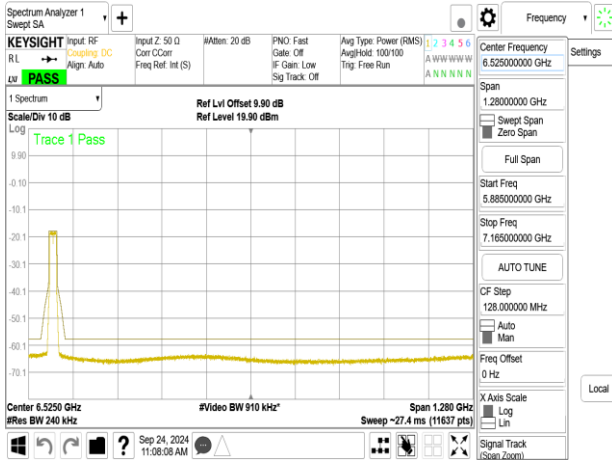 Spectrum Analyzer 1
Swept SA
Frequency
KEYSIGHT
RL
LXI
PASS
Input: RF
Coupling: DC
Align: Auto
Input Z: 50 Ω
Corr CCorr
Freq Ref: Int (S)
#Atten: 20 dB
PNO: Fast
Gate: Off
IF Gain: Low
Sig Track: Off
Avg Type: Power (RMS)
Avg|Hold: 100/100
Trig: Free Run
1 2 3 4 5 6
A W W W W W
A N N N N N
1 Spectrum
Scale/Div 10 dB
Ref Lvl Offset 9.90 dB
Ref Level 19.90 dBm
Log
Trace 1 Pass
9.90
-0.10
-10.1
-20.1
-30.1
-40.1
-50.1
-60.1
-70.1
Center 6.5250 GHz
#Res BW 240 kHz
#Video BW 910 kHz*
Span 1.280 GHz
Sweep ~27.4 ms (11637 pts)
Sep 24, 2024
11:08:08 AM
Center Frequency
6.525000000 GHz
Span
1.28000000 GHz
Swept Span
Zero Span
Full Span
Start Freq
5.885000000 GHz
Stop Freq
7.165000000 GHz
AUTO TUNE
CF Step
128.000000 MHz
Auto
Man
Freq Offset
0 Hz
X Axis Scale
Log
Lin
Signal Track
(Span Zoom)
Settings
Local